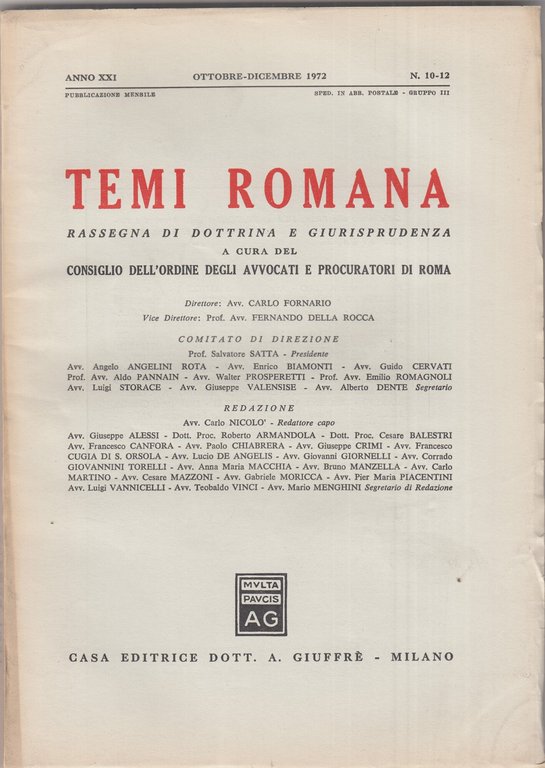 ANNO XXI OTTOBRE-DICEMBRE 1972 N. 10-12
PUBBLICAZIONE MENSILE SPED. IN ABB. POSTALE - GRUPPO III
TEMI ROMANA
RASSEGNA DI DOTTRINA E GIURISPRUDENZA
A CURA DEL
CONSIGLIO DELL'ORDINE DEGLI AVVOCATI E PROCURATORI DI ROMA
Direttore: Avv. CARLO FORNARIO
Vice Direttore: Prof. Avv. FERNANDO DELLA ROCCA
COMITATO DI DIREZIONE
Prof. Salvatore SATTA - Presidente
Avv. Angelo ANGELINI ROTA - Avv. Enrico BIAMONTI - Avv. Guido CERVATI
Prof. Avv. Aldo PANNAIN - Avv. Walter PROSPERETTI - Prof. Avv. Emilio ROMAGNOLI
Avv. Luigi STORACE - Avv. Giuseppe VALENSISE - Avv. Alberto DENTE Segretario
REDAZIONE
Avv. Carlo NICOLO' - Redattore capo
Avv. Giuseppe ALESSI - Dott. Proc. Roberto ARMANDOLA - Dott. Proc. Cesare BALESTRI
Avv. Francesco CANFORA - Avv. Paolo CHIABRERA - Avv. Giuseppe CRIMI - Avv. Francesco
CUGIA DI S. ORSOLA - Avv. Lucio DE ANGELIS - Avv. Giovanni GIORNELLI - Avv. Corrado
GIOVANNINI TORELLI - Avv. Anna Maria MACCHIA - Avv. Bruno MANZELLA - Avv. Carlo
MARTINO - Avv. Cesare MAZZONI - Avv. Gabriele MORICCA - Avv. Pier Maria PIACENTINI
Avv. Luigi VANNICELLI - Avv. Teobaldo VINCI - Avv. Mario MENGHINI Segretario di Redazione
MVLTA
PAVCIS
AG
CASA EDITRICE DOTT. A. GIUFFRÈ - MILANO